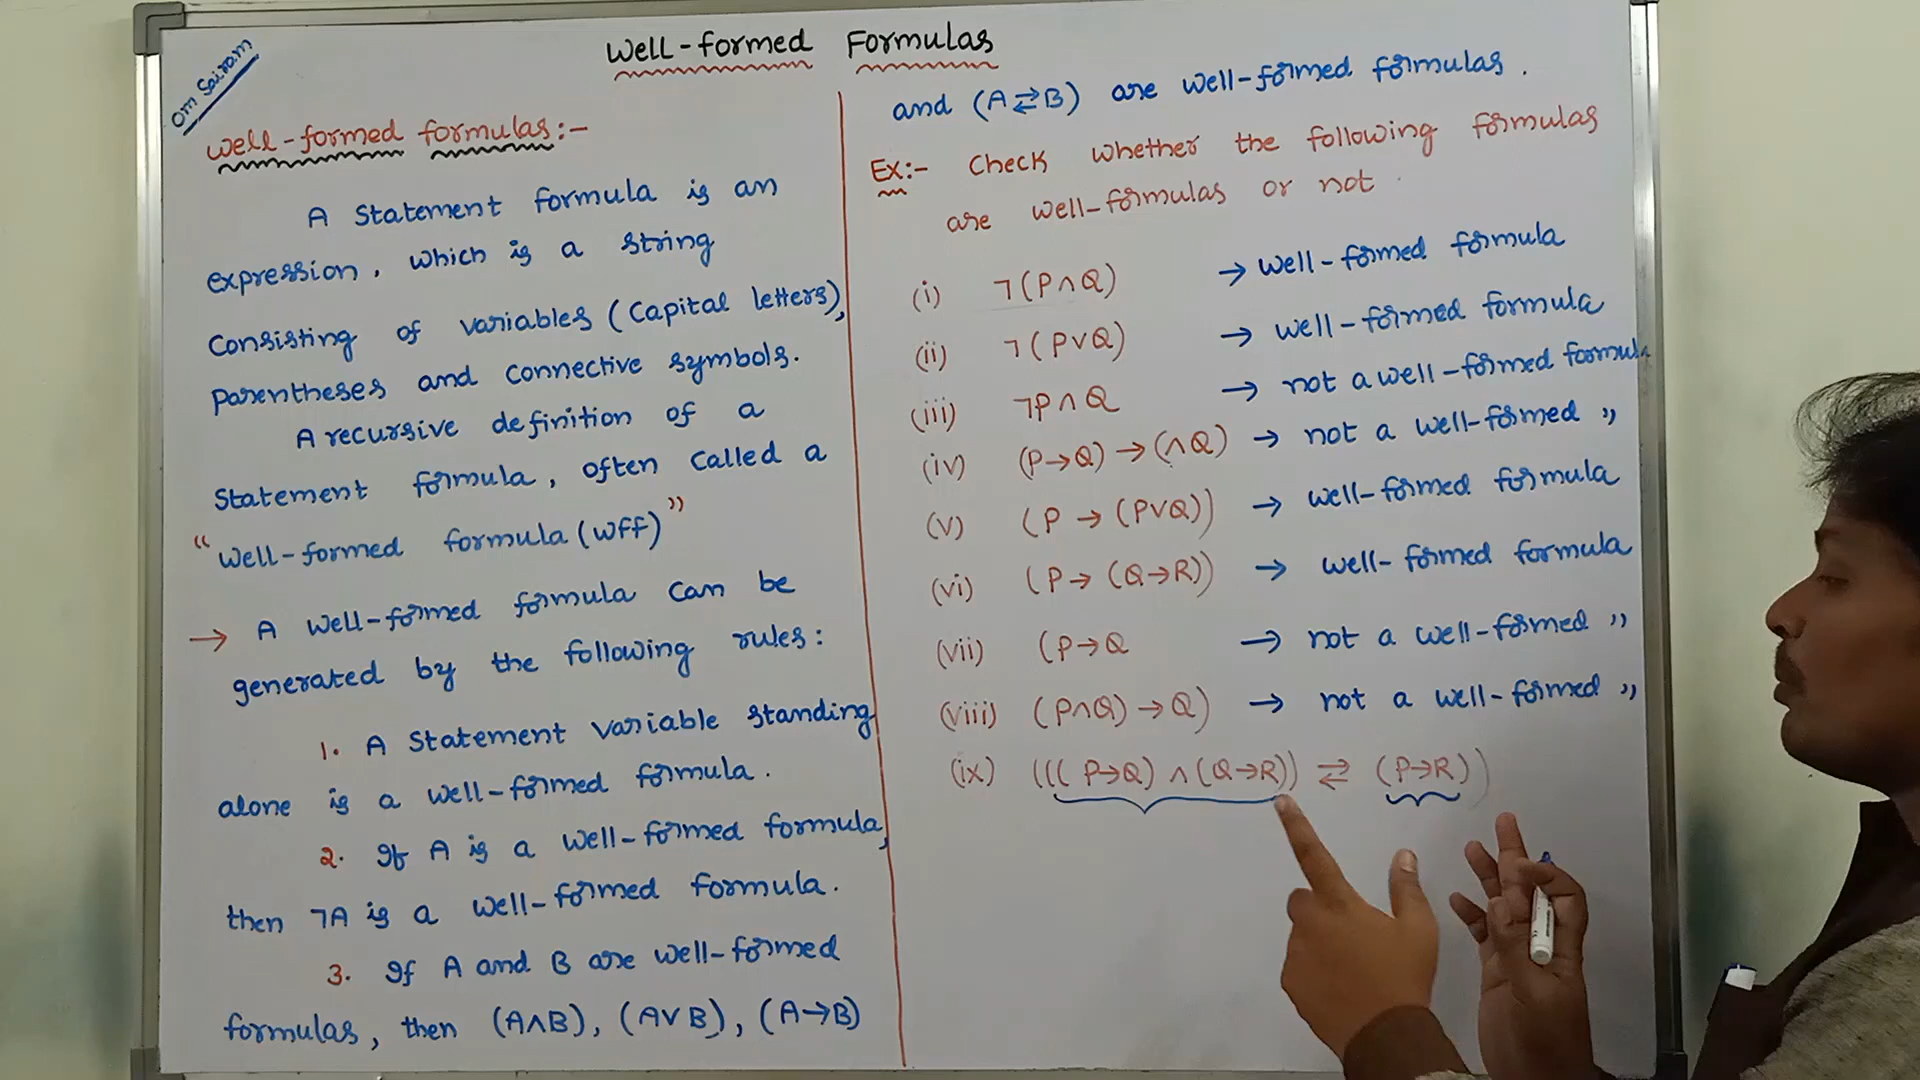 Well-formed Formulas
Om Sairam
Well-formed formulas:-
A Statement formula is an
expression, which is a string
Consisting of variables (Capital letters),
Parentheses and connective symbols.
A recursive definition of a
Statement formula, often called a
"Well-formed formula (Wff)"
→ A Well-formed formula can be
generated by the following rules:
1. A Statement variable standing
alone is a well-formed formula.
2. If A is a well-formed formula,
then ¬A is a well-formed formula.
3. If A and B are well-formed
formulas, then (A∧B), (A∨B), (A→B)
and (A⇄B) are well-formed formulas.
Ex:- Check whether the following formulas
are well-formulas or not.
(i) ¬(P∧Q) → Well-formed formula
(ii) ¬(P∨Q) → Well-formed formula
(iii) ¬P∧Q → not a well-formed formula
(iv) (P→Q)→(∧Q) → not a well-formed "
(v) (P→(P∨Q)) → well-formed formula
(vi) (P→(Q→R)) → well-formed formula
(vii) (P→Q → not a well-formed "
(viii) (P∧Q)→Q) → not a well-formed "
(ix) (((P→Q)∧(Q→R)) ⇄ (P→R))